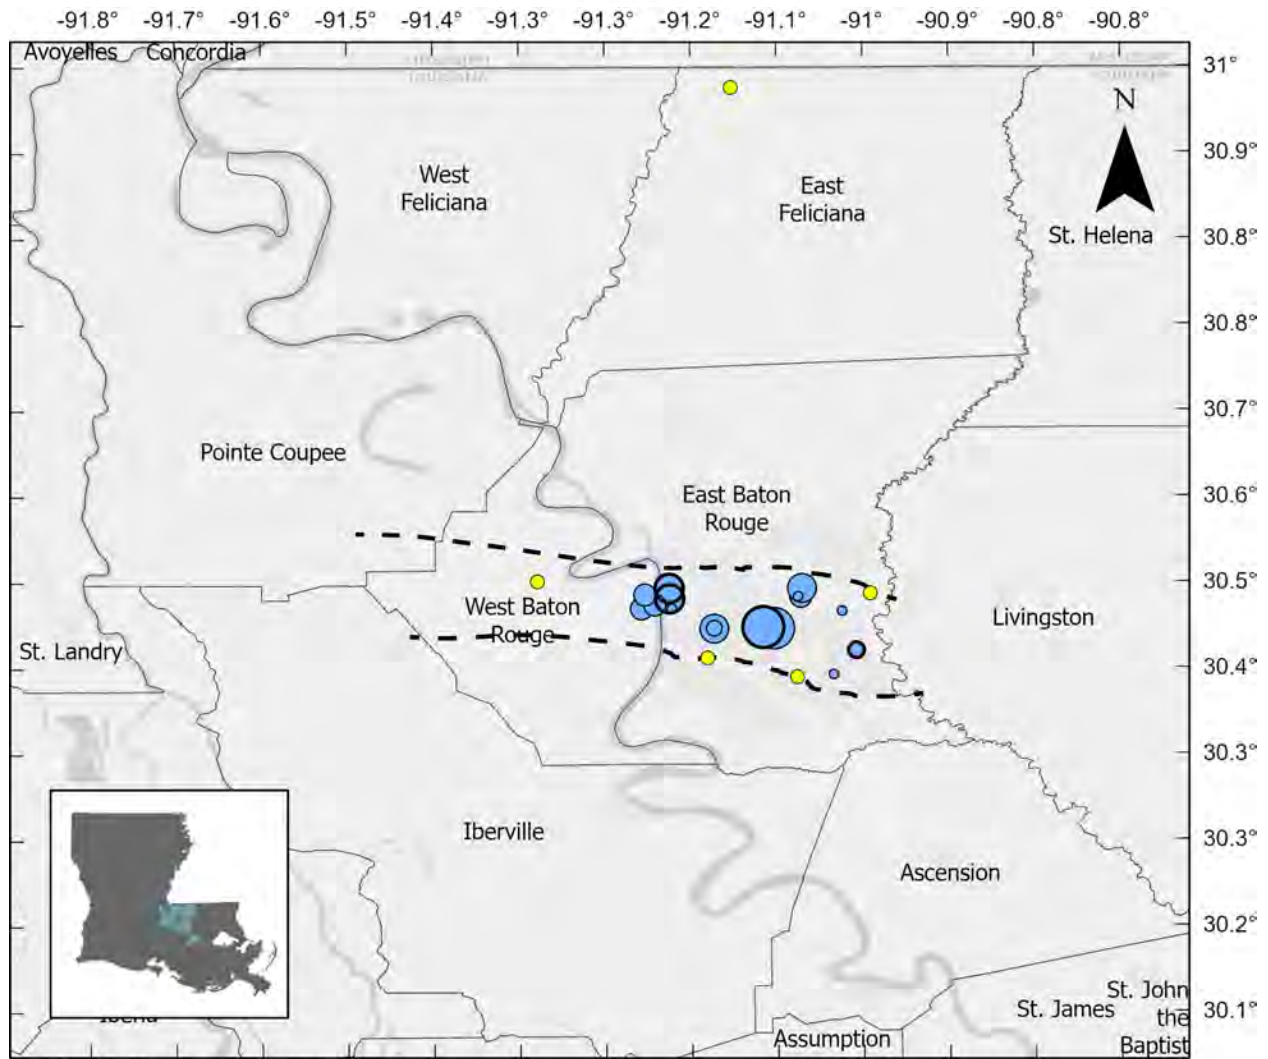 -91.8° -91.7° -91.6° -91.5° -91.4° -91.3° -91.3° -91.2° -91.1° -91.1° -90.9° -90.8° -90.8°
Avoyelles Concordia
31°
N
30.9°
West
Feliciana
East
Feliciana
St. Helena
30.8°
30.8°
30.7°
Pointe Coupee
30.6°
East Baton
Rouge
30.5°
West Baton
Rouge
Livingston
St. Landry
30.4°
30.3°
Iberville
30.3°
Ascension
30.2°
St. John
the
Baptist
St. James
30.1°
Assumption